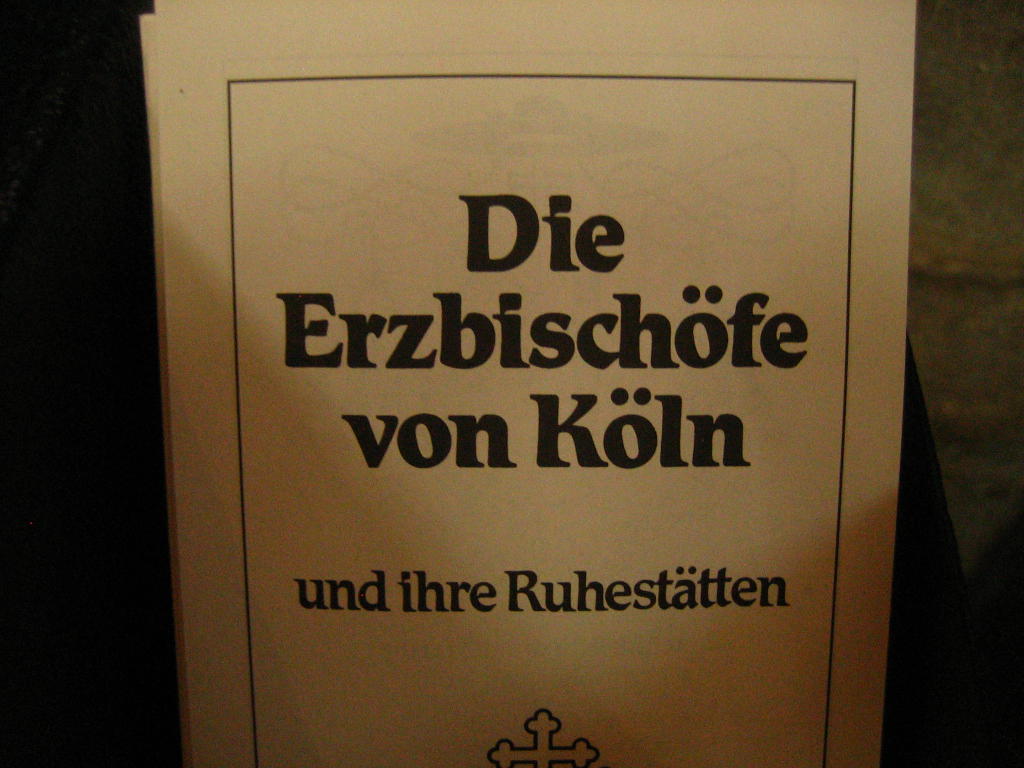 Die
Erzbischöfe
von Köln
und ihre Ruhestätten